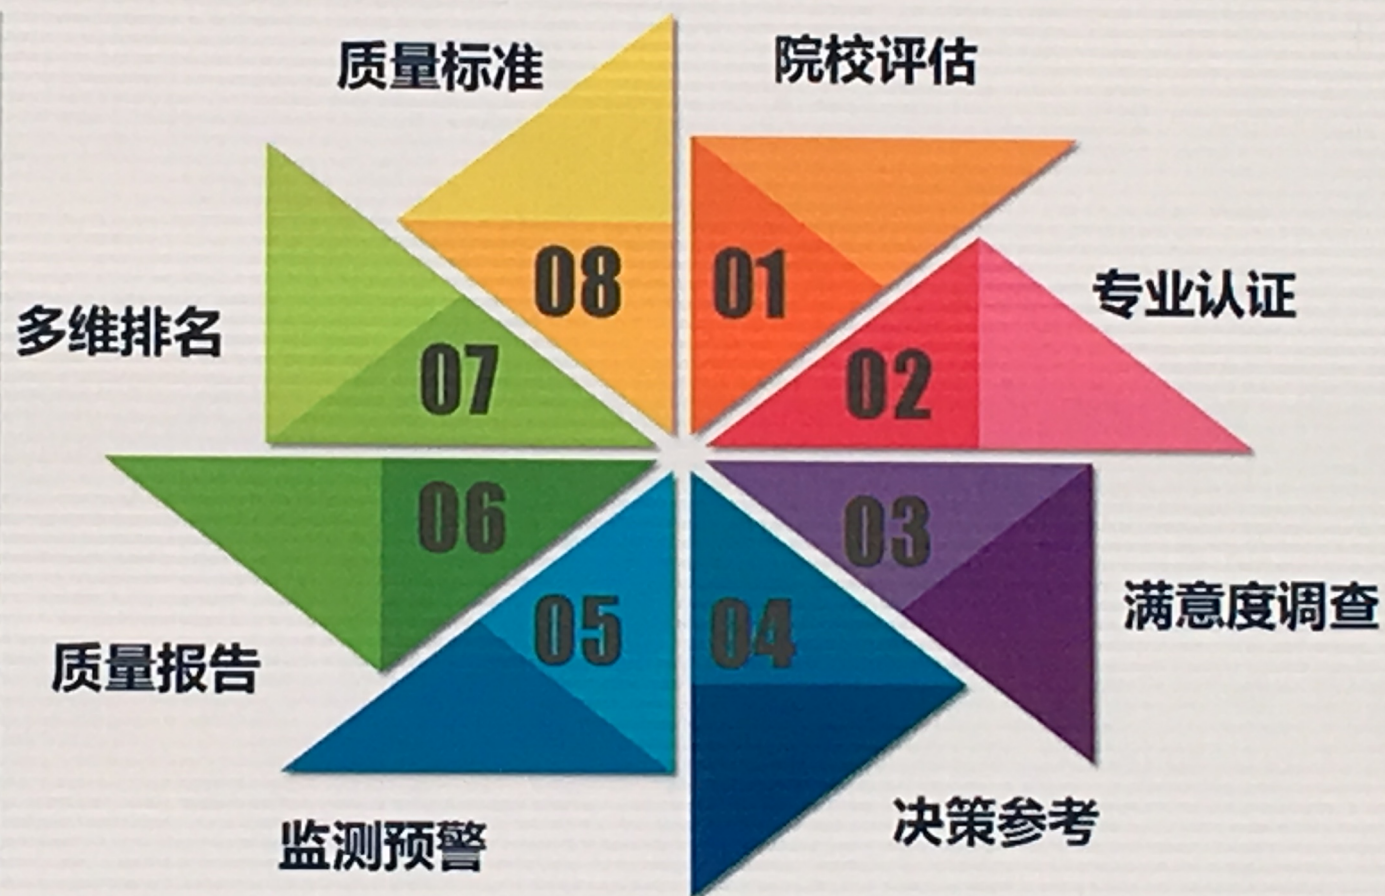 质量标准
院校评估
08
01
多维排名
专业认证
07
02
06
03
质量报告
满意度调查
05
04
监测预警
决策参考